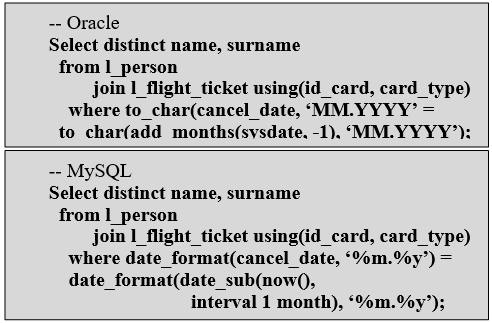 -- Oracle
Select distinct name, surname
from l_person
join l_flight_ticket using(id_card, card_type)
where to_char(cancel_date, ‘MM.YYYY’ =
to_char(add_months(sysdate, -1), ‘MM.YYYY’);
-- MySQL
Select distinct name, surname
from l_person
join l_flight_ticket using(id_card, card_type)
where date_format(cancel_date, ‘%m.%y’) =
date_format(date_sub(now(),
interval 1 month), ‘%m.%y’);